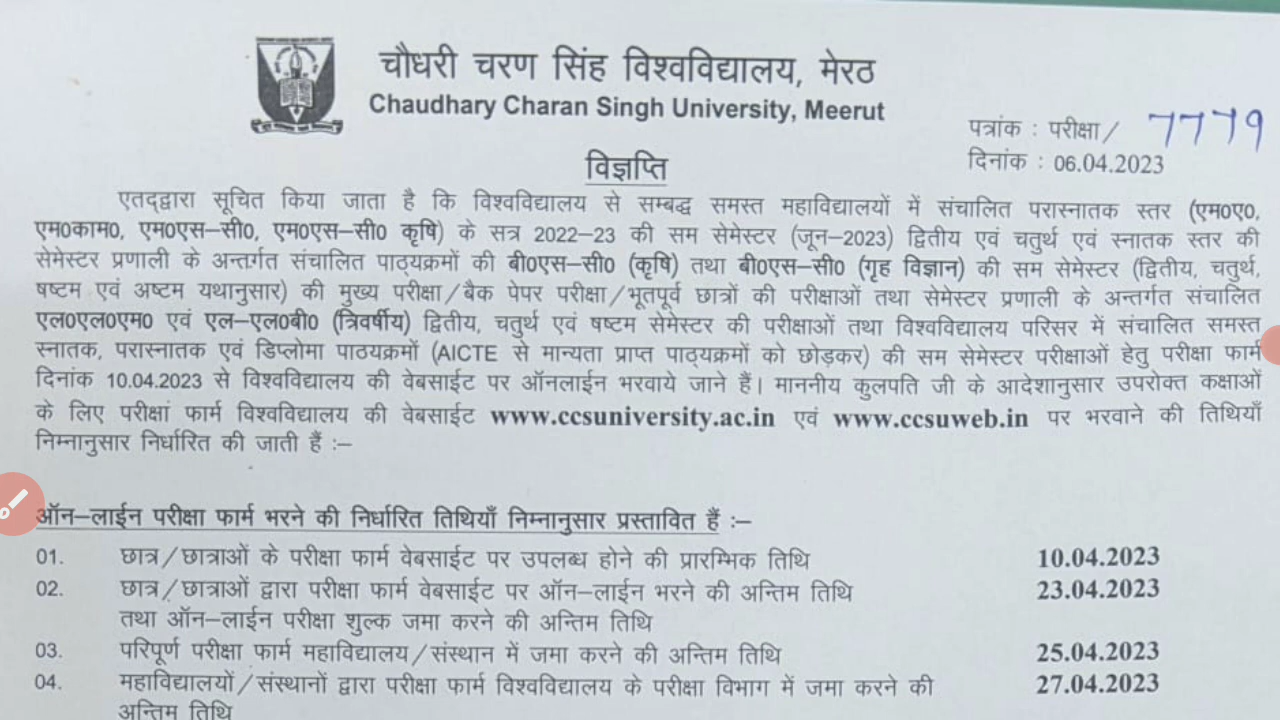 चौधरी चरण सिंह विश्वविद्यालय, मेरठ
Chaudhary Charan Singh University, Meerut
पत्रांक : परीक्षा/ 7779
दिनांक : 06.04.2023
विज्ञप्ति
एतद्द्वारा सूचित किया जाता है कि विश्वविद्यालय से सम्बद्ध समस्त महाविद्यालयों में संचालित परास्नातक स्तर (एम0ए0,
एम0काम0, एम0एस–सी0, एम0एस–सी0 कृषि) के सत्र 2022–23 की सम सेमेस्टर (जून–2023) द्वितीय एवं चतुर्थ एवं स्नातक स्तर की
सेमेस्टर प्रणाली के अन्तर्गत संचालित पाठ्यक्रमों की बी0एस–सी0 (कृषि) तथा बी0एस–सी0 (गृह विज्ञान) की सम सेमेस्टर (द्वितीय, चतुर्थ,
षष्टम एवं अष्टम यथानुसार) की मुख्य परीक्षा/बैक पेपर परीक्षा/भूतपूर्व छात्रों की परीक्षाओं तथा सेमेस्टर प्रणाली के अन्तर्गत संचालित
एल0एल0एम0 एवं एल–एल0बी0 (त्रिवर्षीय) द्वितीय, चतुर्थ एवं षष्टम सेमेस्टर की परीक्षाओं तथा विश्वविद्यालय परिसर में संचालित समस्त
स्नातक, परास्नातक एवं डिप्लोमा पाठयक्रमों (AICTE से मान्यता प्राप्त पाठ्यक्रमों को छोड़कर) की सम सेमेस्टर परीक्षाओं हेतु परीक्षा फार्म
दिनांक 10.04.2023 से विश्वविद्यालय की वेबसाईट पर ऑनलाईन भरवाये जाने हैं। माननीय कुलपति जी के आदेशानुसार उपरोक्त कक्षाओं
के लिए परीक्षा फार्म विश्वविद्यालय की वेबसाईट www.ccsuniversity.ac.in एवं www.ccsuweb.in पर भरवाने की तिथियाँ
निम्नानुसार निर्धारित की जाती हैं :–
ऑन–लाईन परीक्षा फार्म भरने की निर्धारित तिथियाँ निम्नानुसार प्रस्तावित हैं :–
01. छात्र/छात्राओं के परीक्षा फार्म वेबसाईट पर उपलब्ध होने की प्रारम्भिक तिथि 10.04.2023
02. छात्र/छात्राओं द्वारा परीक्षा फार्म वेबसाईट पर ऑन–लाईन भरने की अन्तिम तिथि 23.04.2023
तथा ऑन–लाईन परीक्षा शुल्क जमा करने की अन्तिम तिथि
03. परिपूर्ण परीक्षा फार्म महाविद्यालय/संस्थान में जमा करने की अन्तिम तिथि 25.04.2023
04. महाविद्यालयों/संस्थानों द्वारा परीक्षा फार्म विश्वविद्यालय के परीक्षा विभाग में जमा करने की 27.04.2023
अन्तिम तिथि